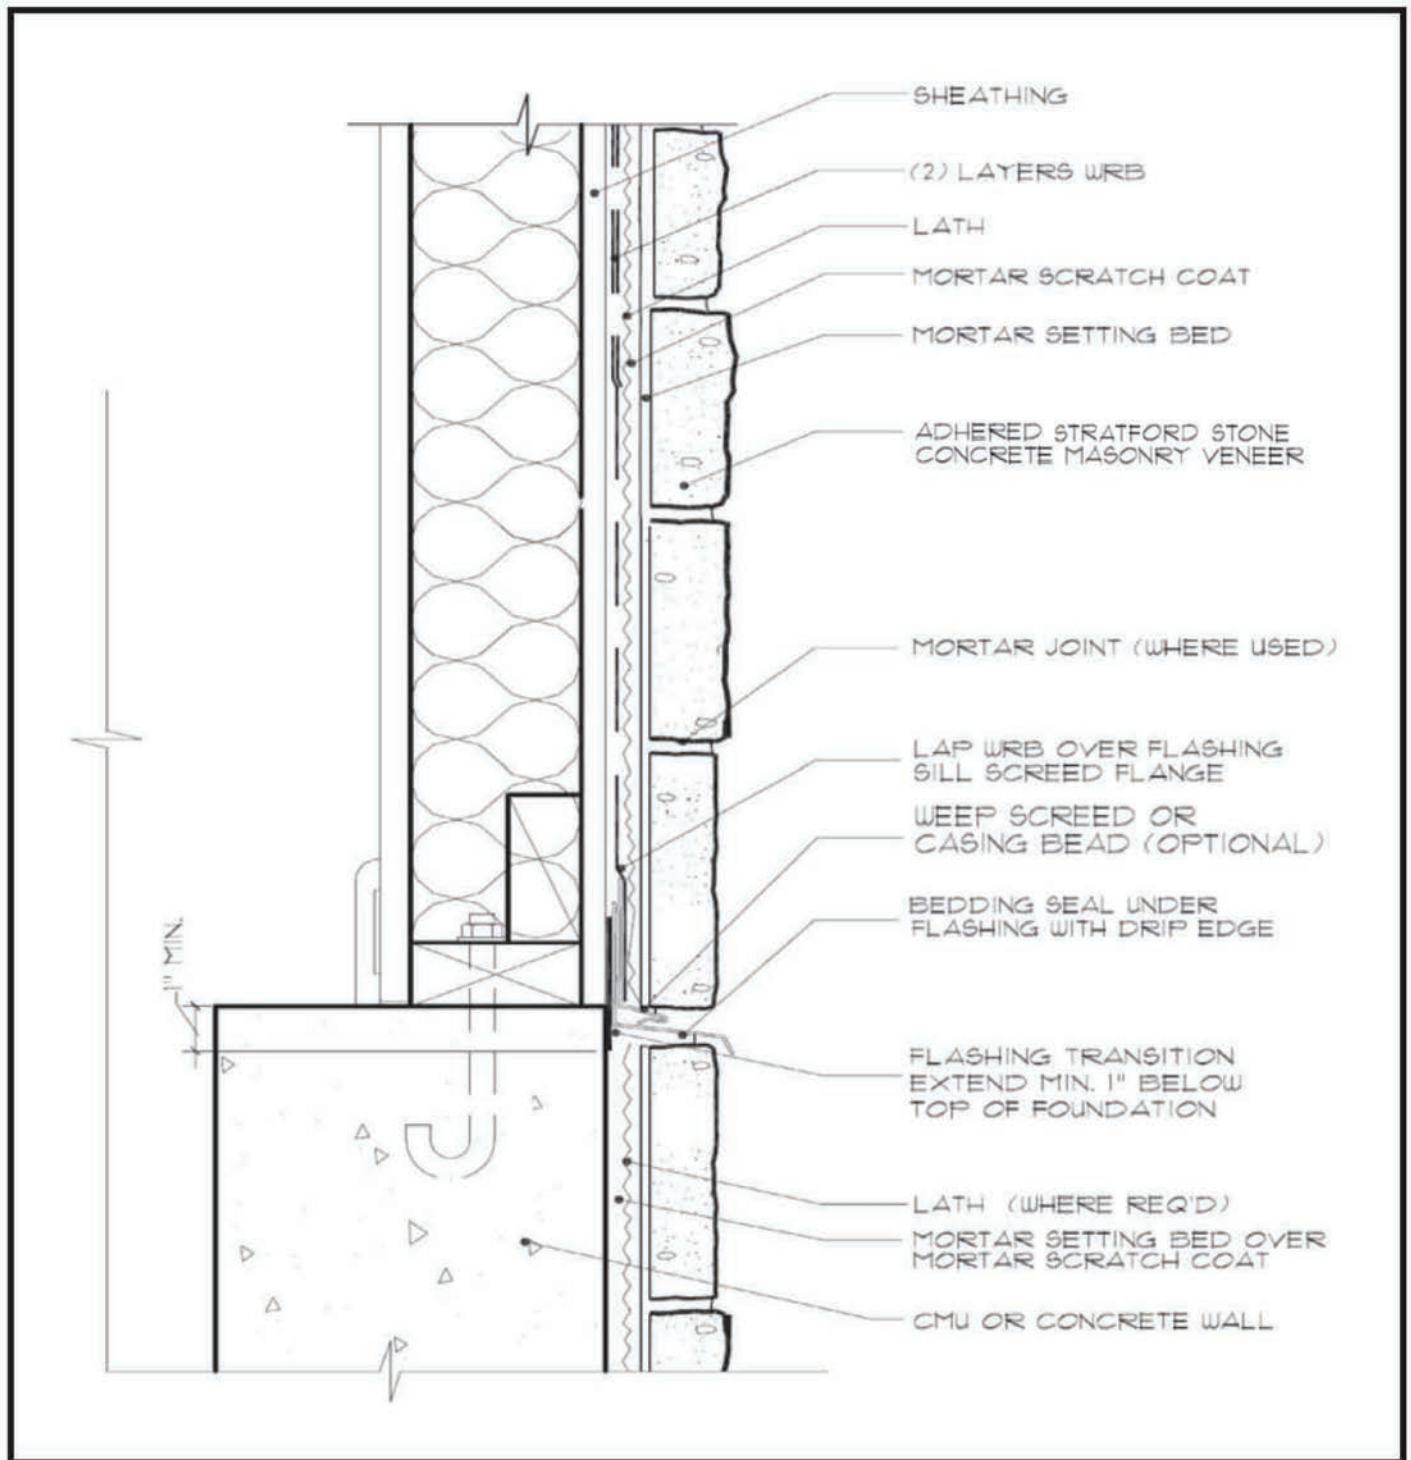 SHEATHING
(2) LAYERS WRB
LATH
MORTAR SCRATCH COAT
MORTAR SETTING BED
ADHERED STRATFORD STONE
CONCRETE MASONRY VENEER
MORTAR JOINT (WHERE USED)
LAP WRB OVER FLASHING
SILL SCREED FLANGE
WEEP SCREED OR
CASING BEAD (OPTIONAL)
BEDDING SEAL UNDER
FLASHING WITH DRIP EDGE
1" MIN.
FLASHING TRANSITION
EXTEND MIN. 1" BELOW
TOP OF FOUNDATION
LATH (WHERE REQ'D)
MORTAR SETTING BED OVER
MORTAR SCRATCH COAT
CMU OR CONCRETE WALL